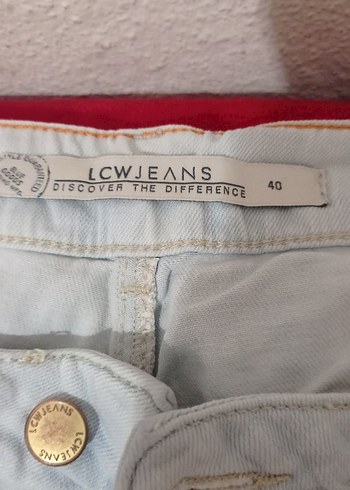 LCWJEANS
DISCOVER THE DIFFERENCE
40
LCWJEANS
LCWJEANS